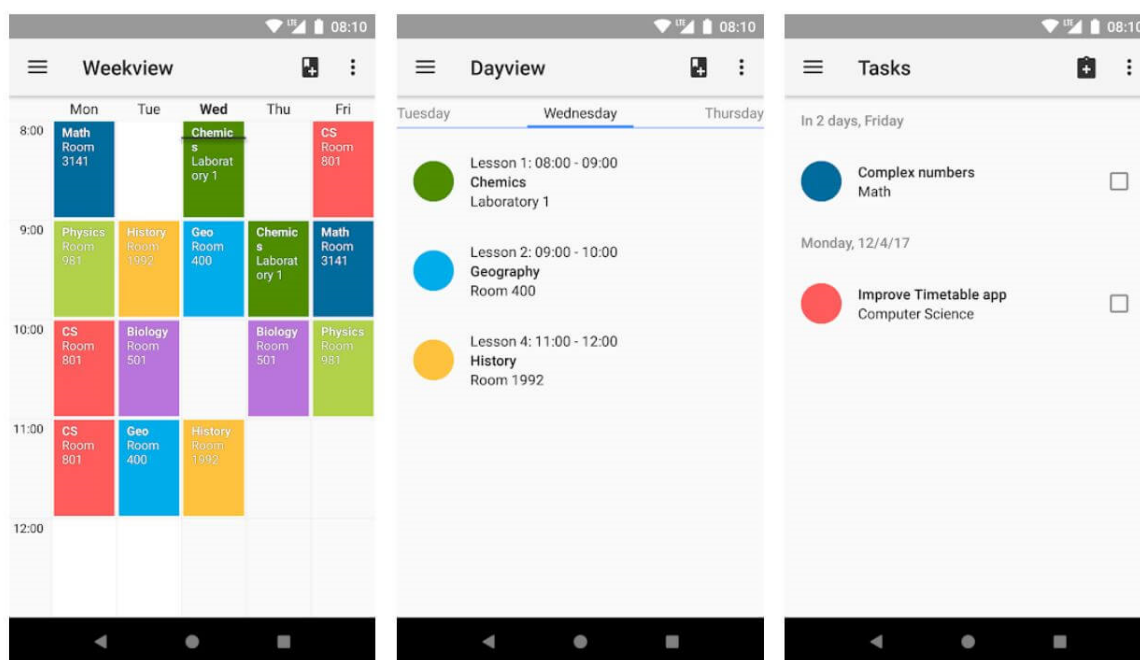 LTE 08:10
Weekview
Mon Tue Wed Thu Fri
8:00
Math
Room
3141
Chemic
s
Laborat
ory 1
CS
Room
801
9:00
Physics
Room
981
History
Room
1992
Geo
Room
400
Chemic
s
Laborat
ory 1
Math
Room
3141
10:00
CS
Room
801
Biology
Room
501
Biology
Room
501
Physics
Room
981
11:00
CS
Room
801
Geo
Room
400
History
Room
1992
12:00
LTE 08:10
Dayview
Tuesday Wednesday Thursday
Lesson 1: 08:00 - 09:00
Chemics
Laboratory 1
Lesson 2: 09:00 - 10:00
Geography
Room 400
Lesson 4: 11:00 - 12:00
History
Room 1992
LTE 08:10
Tasks
In 2 days, Friday
Complex numbers
Math
Monday, 12/4/17
Improve Timetable app
Computer Science